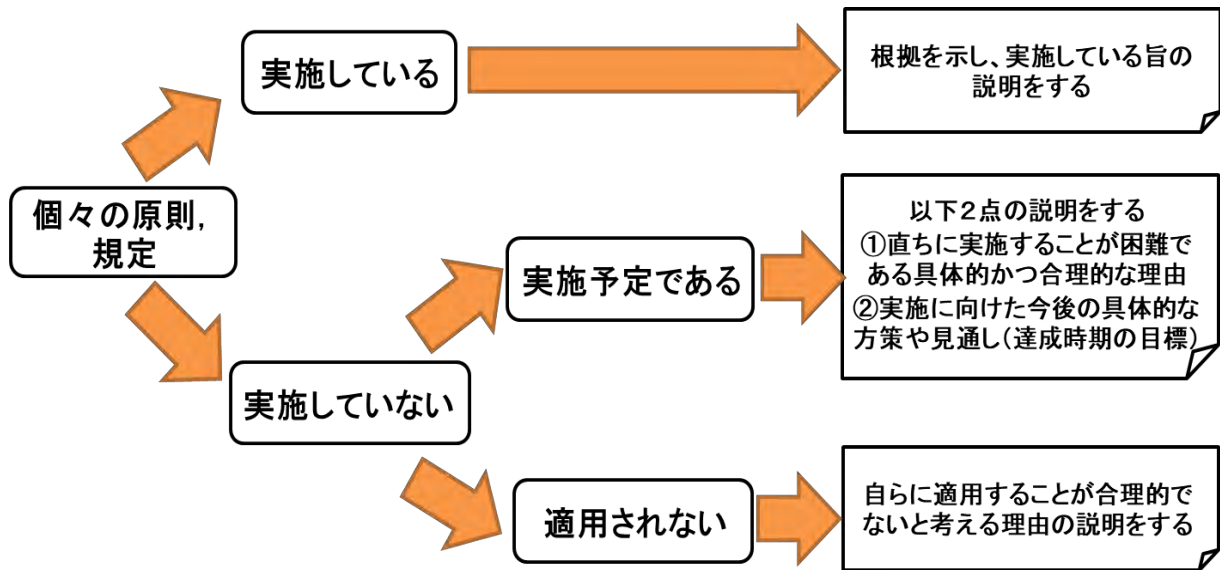 実施している
根拠を示し、実施している旨の
説明をする
個々の原則,
規定
実施予定である
以下２点の説明をする
①直ちに実施することが困難で
ある具体的かつ合理的な理由
②実施に向けた今後の具体的な
方策や見通し(達成時期の目標)
実施していない
適用されない
自らに適用することが合理的で
ないと考える理由の説明をする